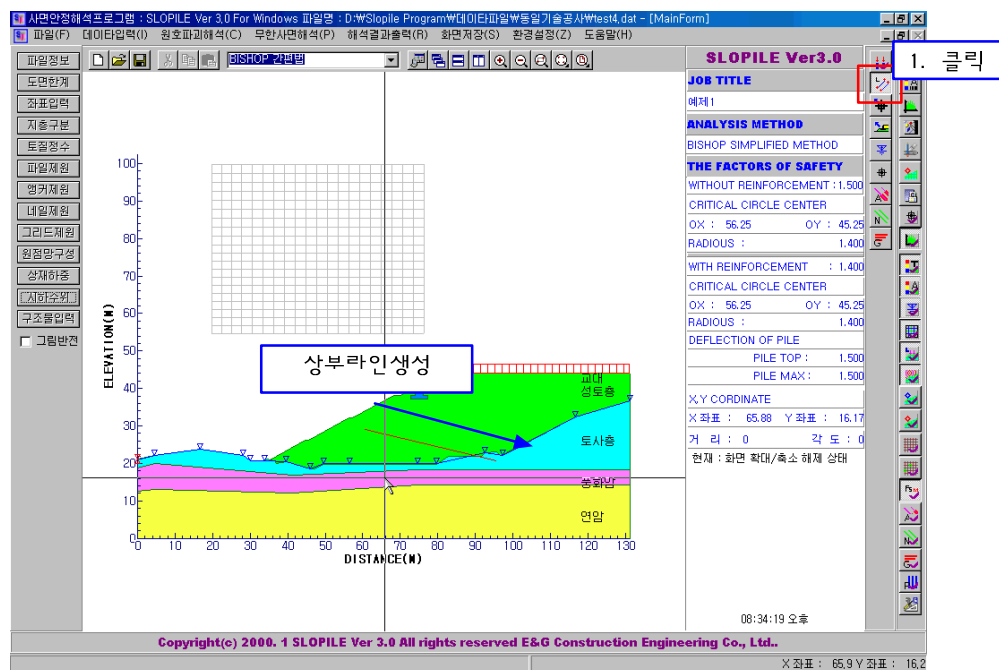 사면안정해석프로그램 : SLOPILE Ver 3,0 For Windows 파일명 : D:₩Slopile Program₩데이타파일₩동일기술공사₩test4,dat - [MainForm]
파일(F) 데이타입력(I) 원호파괴해석(C) 무한사면해석(P) 해석결과출력(R) 화면저장(S) 환경설정(Z) 도움말(H)
파일정보
BISHOP 간편법
도면한계
좌표입력
지층구분
토질정수
파일제원
앵커제원
네일제원
그리드제원
원점망구성
상재하중
지하수위
구조물입력
그림반전
1. 클릭
SLOPILE Ver3.0
JOB TITLE
예제1
ANALYSIS METHOD
BISHOP SIMPLIFIED METHOD
THE FACTORS OF SAFETY
WITHOUT REINFORCEMENT : 1.500
CRITICAL CIRCLE CENTER
OX : 56.25 OY : 45.25
RADIOUS : 1.400
WITH REINFORCEMENT : 1.400
CRITICAL CIRCLE CENTER
OX : 56.25 OY : 45.25
RADIOUS : 1.400
DEFLECTION OF PILE
PILE TOP : 1.500
PILE MAX : 1.500
X,Y CORDINATE
X 좌표 : 65.88 Y 좌표 : 16.17
거 리 : 0 각 도 : 0
현재 : 화면 확대/축소 해제 상태
08:34:19 오후
ELEVATION(M)
100
90
80
70
60
50
40
30
20
10
0
상부라인생성
교대
성토층
토사층
풍화암
연암
0 10 20 30 40 50 60 70 80 90 100 110 120 130
DISTANCE(M)
Copyright(c) 2000. 1 SLOPILE Ver 3.0 All rights reserved E&G Construction Engineering Co., Ltd..
X 좌표 : 65,9 Y 좌표 : 16,2